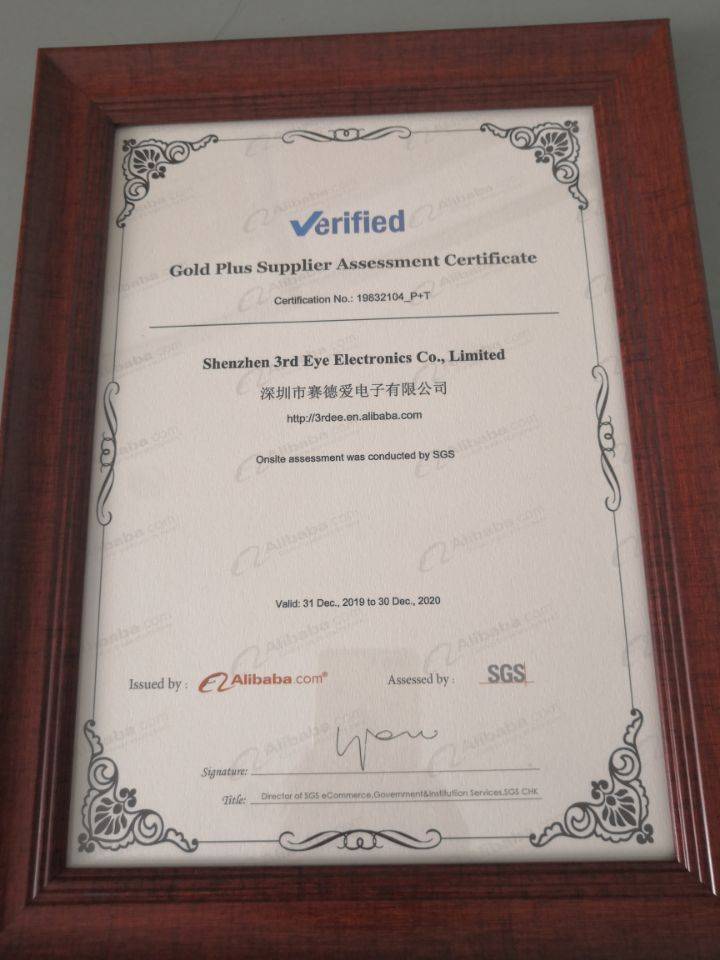 Verified
Gold Plus Supplier Assessment Certificate
Certification No.: 19832104_P+T
Shenzhen 3rd Eye Electronics Co., Limited
深圳市赛德爱电子有限公司
http://3rdee.en.alibaba.com
Onsite assessment was conducted by SGS
Valid: 31 Dec., 2019 to 30 Dec., 2020
Issued by : Alibaba.com® Assessed by : SGS
Signature:
Title: Director of SGS eCommerce,Government&Institution Services,SGS CHK